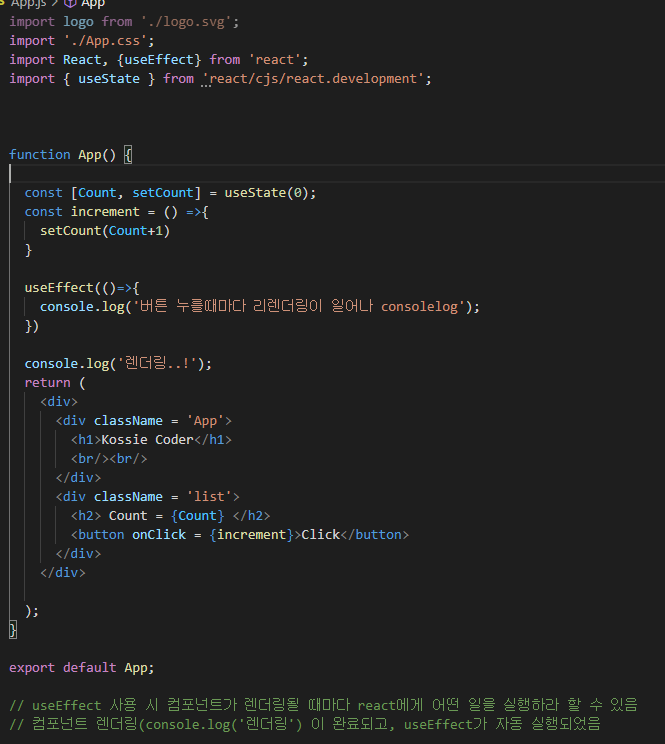 App.js > App
import logo from './logo.svg';
import './App.css';
import React, {useEffect} from 'react';
import { useState } from 'react/cjs/react.development';
function App() {
const [Count, setCount] = useState(0);
const increment = () =>{
setCount(Count+1)
}
useEffect(()=>{
console.log('버튼 누를때마다 리렌더링이 일어나 consolelog');
})
console.log('렌더링..!');
return (
<div>
<div className = 'App'>
<h1>Kossie Coder</h1>
<br/><br/>
</div>
<div className = 'list'>
<h2> Count = {Count} </h2>
<button onClick = {increment}>Click</button>
</div>
</div>
);
}
export default App;
// useEffect 사용 시 컴포넌트가 렌더링될 때마다 react에게 어떤 일을 실행하라 할 수 있음
// 컴포넌트 렌더링(console.log('렌더링') 이 완료되고, useEffect가 자동 실행되었음